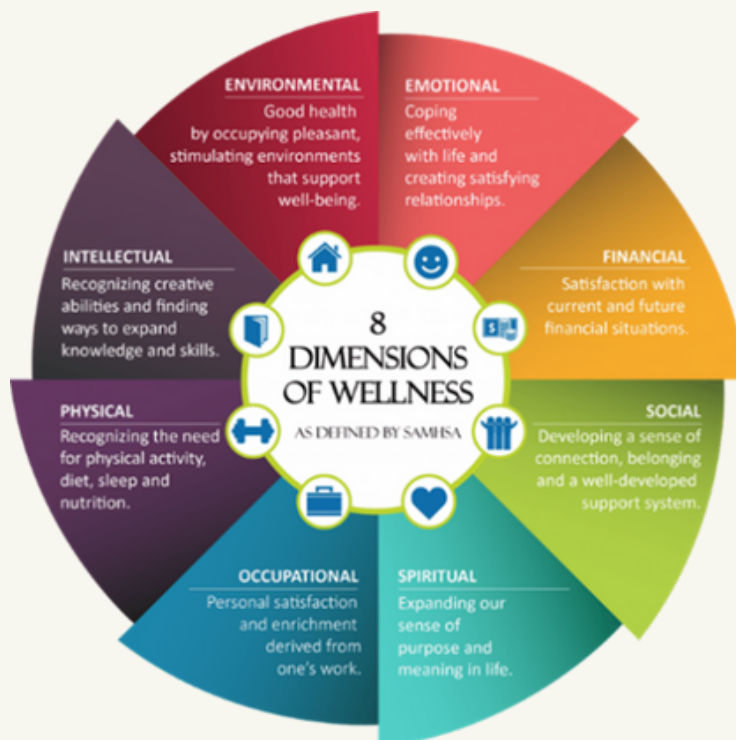 8
DIMENSIONS
OF WELLNESS
AS DEFINED BY SAMHSA
EMOTIONAL
Coping
effectively
with life and
creating satisfying
relationships.
FINANCIAL
Satisfaction with
current and future
financial situations.
SOCIAL
Developing a sense of
connection, belonging
and a well-developed
support system.
SPIRITUAL
Expanding our
sense of
purpose and
meaning in life.
OCCUPATIONAL
Personal satisfaction
and enrichment
derived from
one's work.
PHYSICAL
Recognizing the need
for physical activity,
diet, sleep and
nutrition.
INTELLECTUAL
Recognizing creative
abilities and finding
ways to expand
knowledge and skills.
ENVIRONMENTAL
Good health
by occupying pleasant,
stimulating environments
that support
well-being.
$